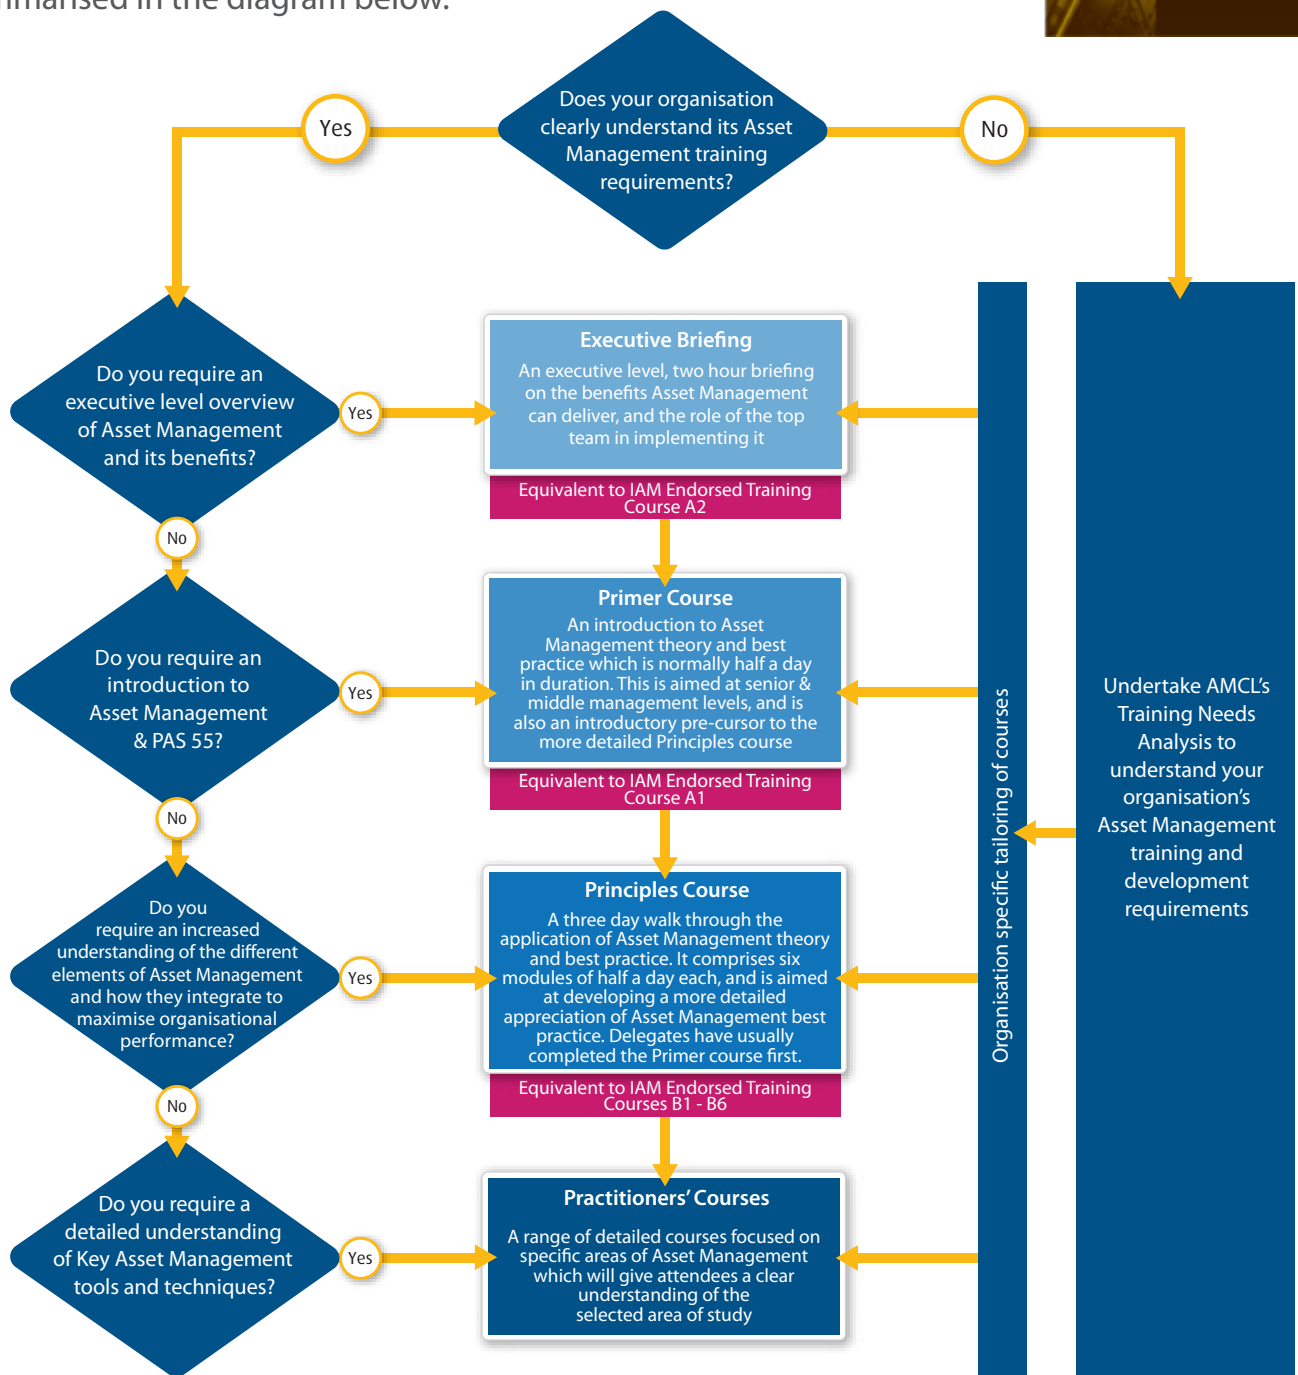 summarised in the diagram below.
Does your organisation
clearly understand its Asset
Management training
requirements?
Yes
No
Do you require an
executive level overview
of Asset Management
and its benefits?
Yes
Executive Briefing
An executive level, two hour briefing
on the benefits Asset Management
can deliver, and the role of the top
team in implementing it
Equivalent to IAM Endorsed Training
Course A2
No
Do you require an
introduction to
Asset Management
& PAS 55?
Yes
Primer Course
An introduction to Asset
Management theory and best
practice which is normally half a day
in duration. This is aimed at senior &
middle management levels, and is
also an introductory pre-cursor to the
more detailed Principles course
Equivalent to IAM Endorsed Training
Course A1
No
Do you
require an increased
understanding of the different
elements of Asset Management
and how they integrate to
maximise organisational
performance?
Yes
Principles Course
A three day walk through the
application of Asset Management theory
and best practice. It comprises six
modules of half a day each, and is aimed
at developing a more detailed
appreciation of Asset Management best
practice. Delegates have usually
completed the Primer course first.
Equivalent to IAM Endorsed Training
Courses B1 - B6
No
Do you require a
detailed understanding
of Key Asset Management
tools and techniques?
Yes
Practitioners' Courses
A range of detailed courses focused on
specific areas of Asset Management
which will give attendees a clear
understanding of the
selected area of study
Organisation specific tailoring of courses
Undertake AMCL's
Training Needs
Analysis to
understand your
organisation's
Asset Management
training and
development
requirements